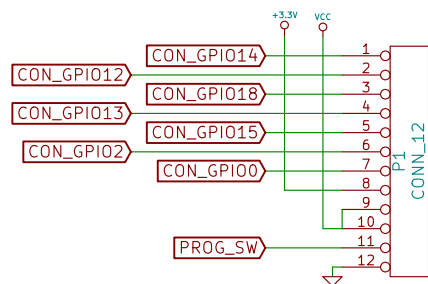 +3.3V VCC
CON_GPIO14 1
CON_GPIO12 2
CON_GPIO18 3
CON_GPIO13 4
CON_GPIO15 5
CON_GPIO2 6
CON_GPIO0 7
8
9
10
PROG_SW 11
12
P1
CONN_12